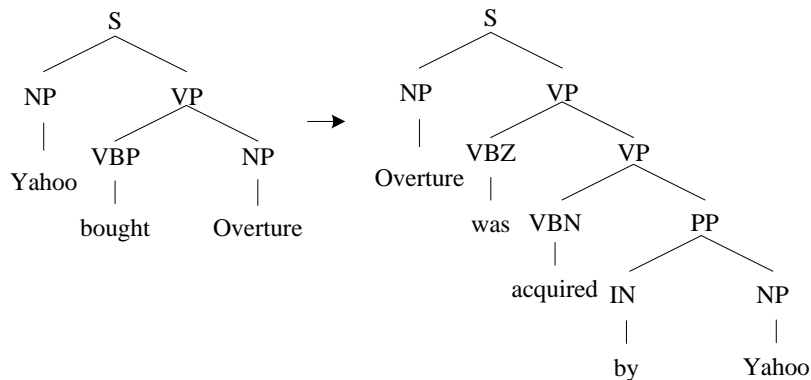 S S
NP VP NP VP
VBP NP VBZ VP
Yahoo Overture
bought Overture was VBN PP
acquired IN NP
by Yahoo